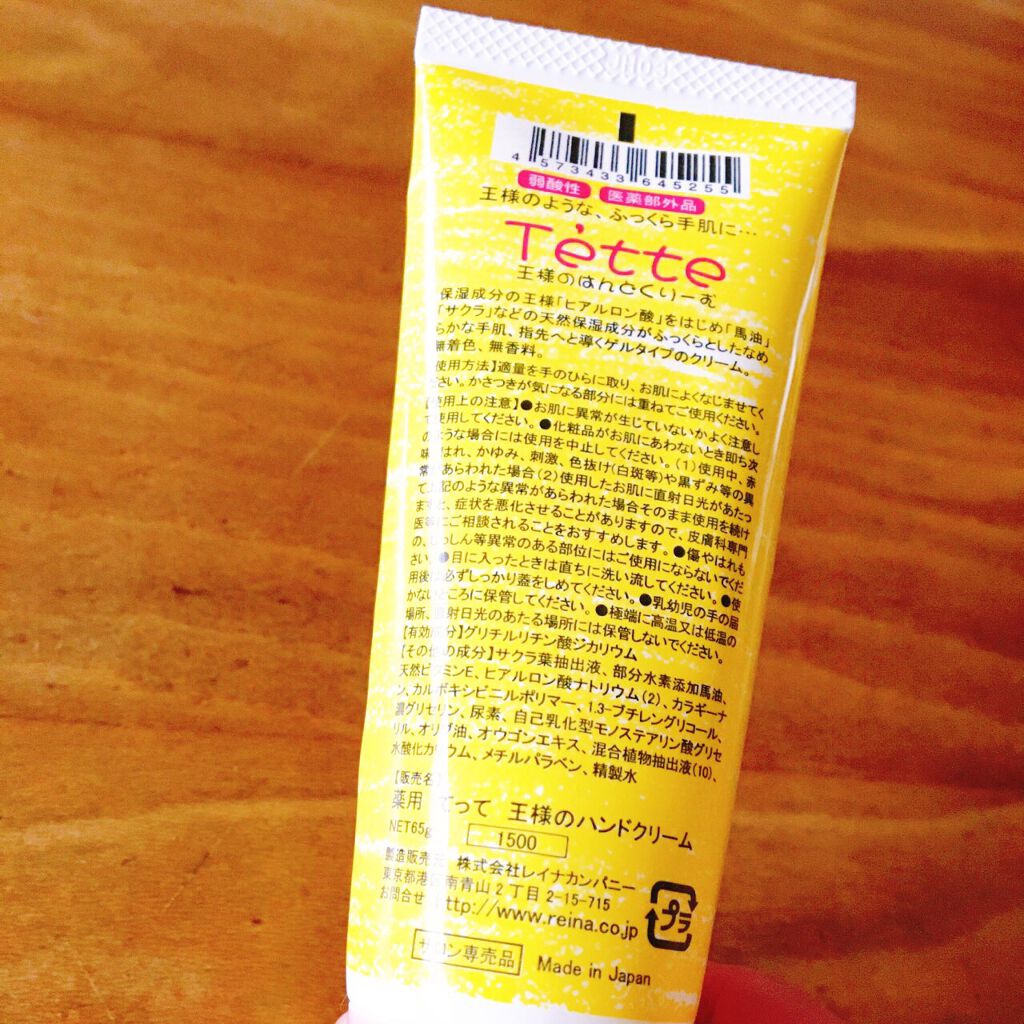 4 573433 645255
弱酸性 医薬部外品
王様のような、ふっくら手肌に…
T'ette
王様のはんどくりーむ
保湿成分の王様「ヒアルロン酸」をはじめ「馬油」
「サクラ」などの天然保湿成分がふっくらとしたなめ
らかな手肌、指先へと導くゲルタイプのクリーム。
無着色、無香料。
使用方法】適量を手のひらに取り、お肌によくなじませてく
ださい。かさつきが気になる部分には重ねてご使用ください。
【使用上の注意】●お肌に異常が生じていないかよく注意し
て使用してください。●化粧品がお肌にあわないとき即ち次
のような場合には使用を中止してください。(1)使用中、赤
味、はれ、かゆみ、刺激、色抜け(白斑等)や黒ずみ等の異
常があらわれた場合(2)使用したお肌に直射日光があたっ
て上記のような異常があらわれた場合そのまま使用を続け
ますと、症状を悪化させることがありますので、皮膚科専門
医等にご相談されることをおすすめします。●傷やはれも
の、しっしん等異常のある部位にはご使用にならないでくだ
さい。●目に入ったときは直ちに洗い流してください。●使
用後は必ずしっかり蓋をしめてください。●乳幼児の手の届
かないところに保管してください。●極端に高温又は低温の
場所、直射日光のあたる場所には保管しないでください。
【有効成分】グリチルリチン酸ジカリウム
【その他の成分】サクラ葉抽出液、部分水素添加馬油、
天然ビタミンE、ヒアルロン酸ナトリウム(2)、カラギーナ
ン、カルボキシビニルポリマー、1.3-ブチレングリコール、
濃グリセリン、尿素、自己乳化型モノステアリン酸グリセ
リル、オリブ油、オウゴンエキス、混合植物抽出液(10)、
水酸化カリウム、メチルパラベン、精製水
【販売名】
薬用 てって 王様のハンドクリーム
NET65g 1500
製造販売元 株式会社レイナカンパニー
東京都港区南青山2丁目2-15-715
お問合せ http://www.reina.co.jp
プラ
サロン専売品 Made in Japan